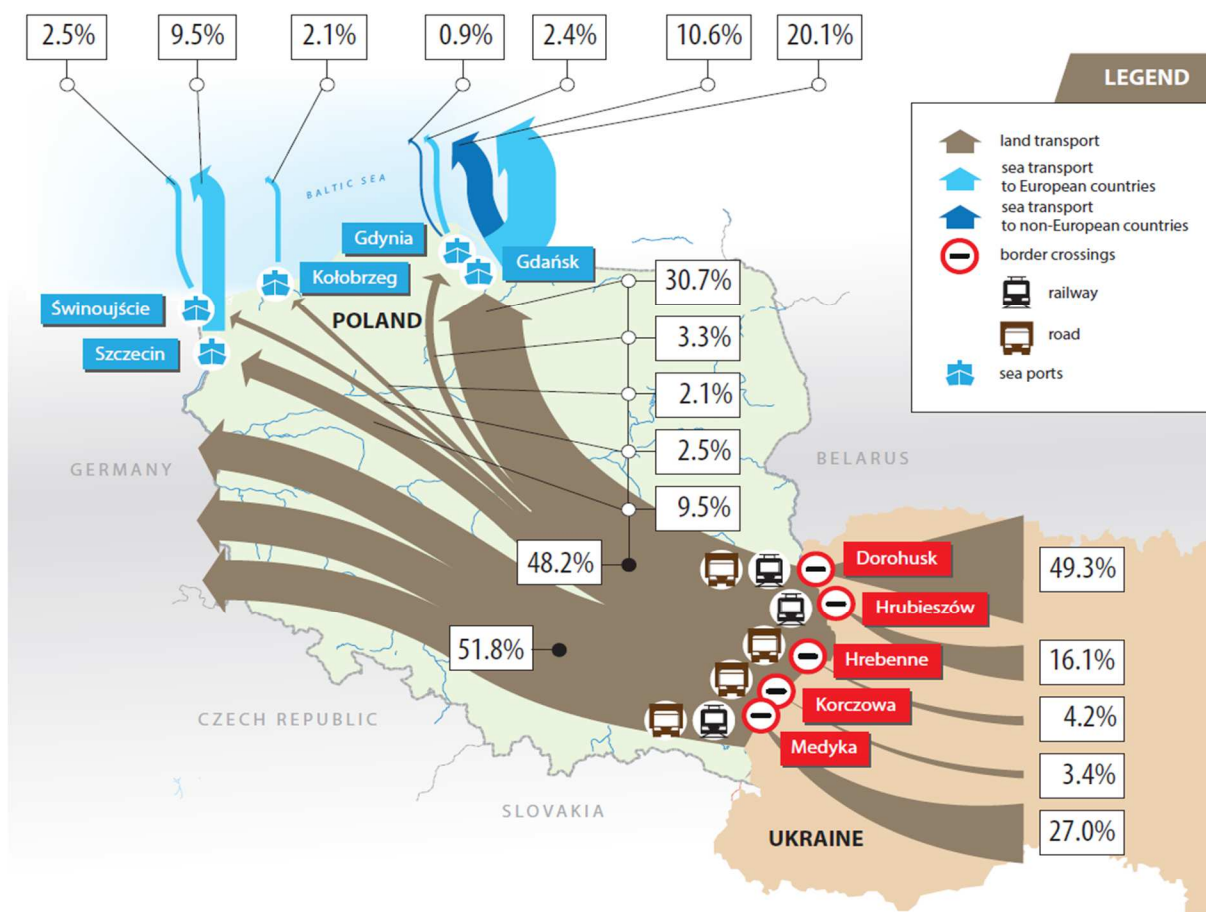 2.5%
9.5%
2.1%
0.9%
2.4%
10.6%
20.1%
LEGEND
land transport
sea transport
to European countries
sea transport
to non-European countries
border crossings
railway
road
sea ports
BALTIC SEA
Gdynia
Gdańsk
Kołobrzeg
Świnoujście
Szczecin
POLAND
30.7%
3.3%
2.1%
2.5%
9.5%
48.2%
51.8%
GERMANY
BELARUS
CZECH REPUBLIC
SLOVAKIA
UKRAINE
Dorohusk
49.3%
Hrubieszów
16.1%
Hrebenne
4.2%
Korczowa
3.4%
Medyka
27.0%